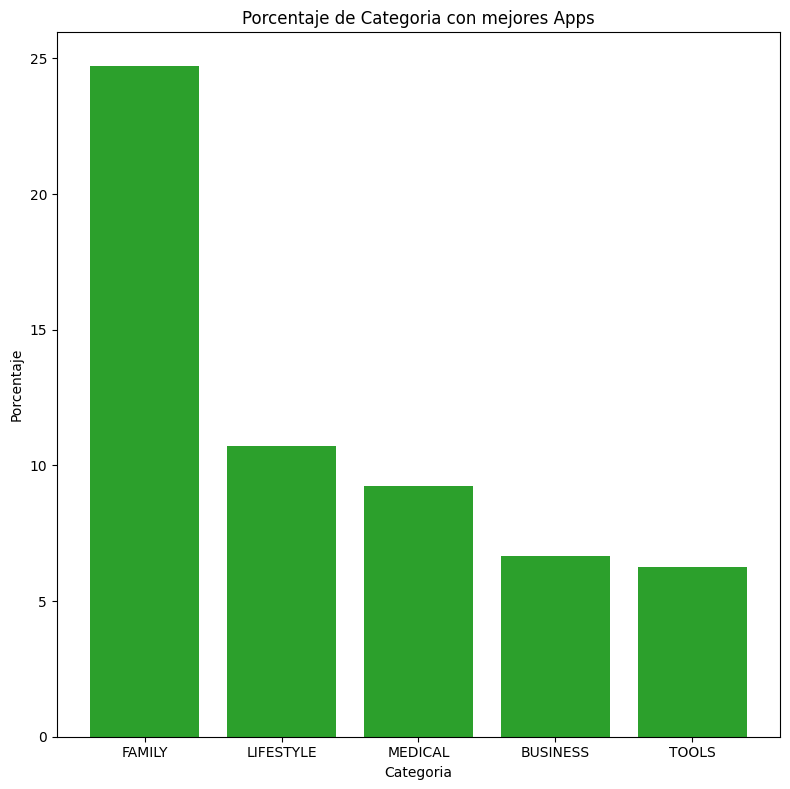 Porcentaje de Categoria con mejores Apps
Porcentaje
25
20
15
10
5
0
FAMILY LIFESTYLE MEDICAL BUSINESS TOOLS
Categoria